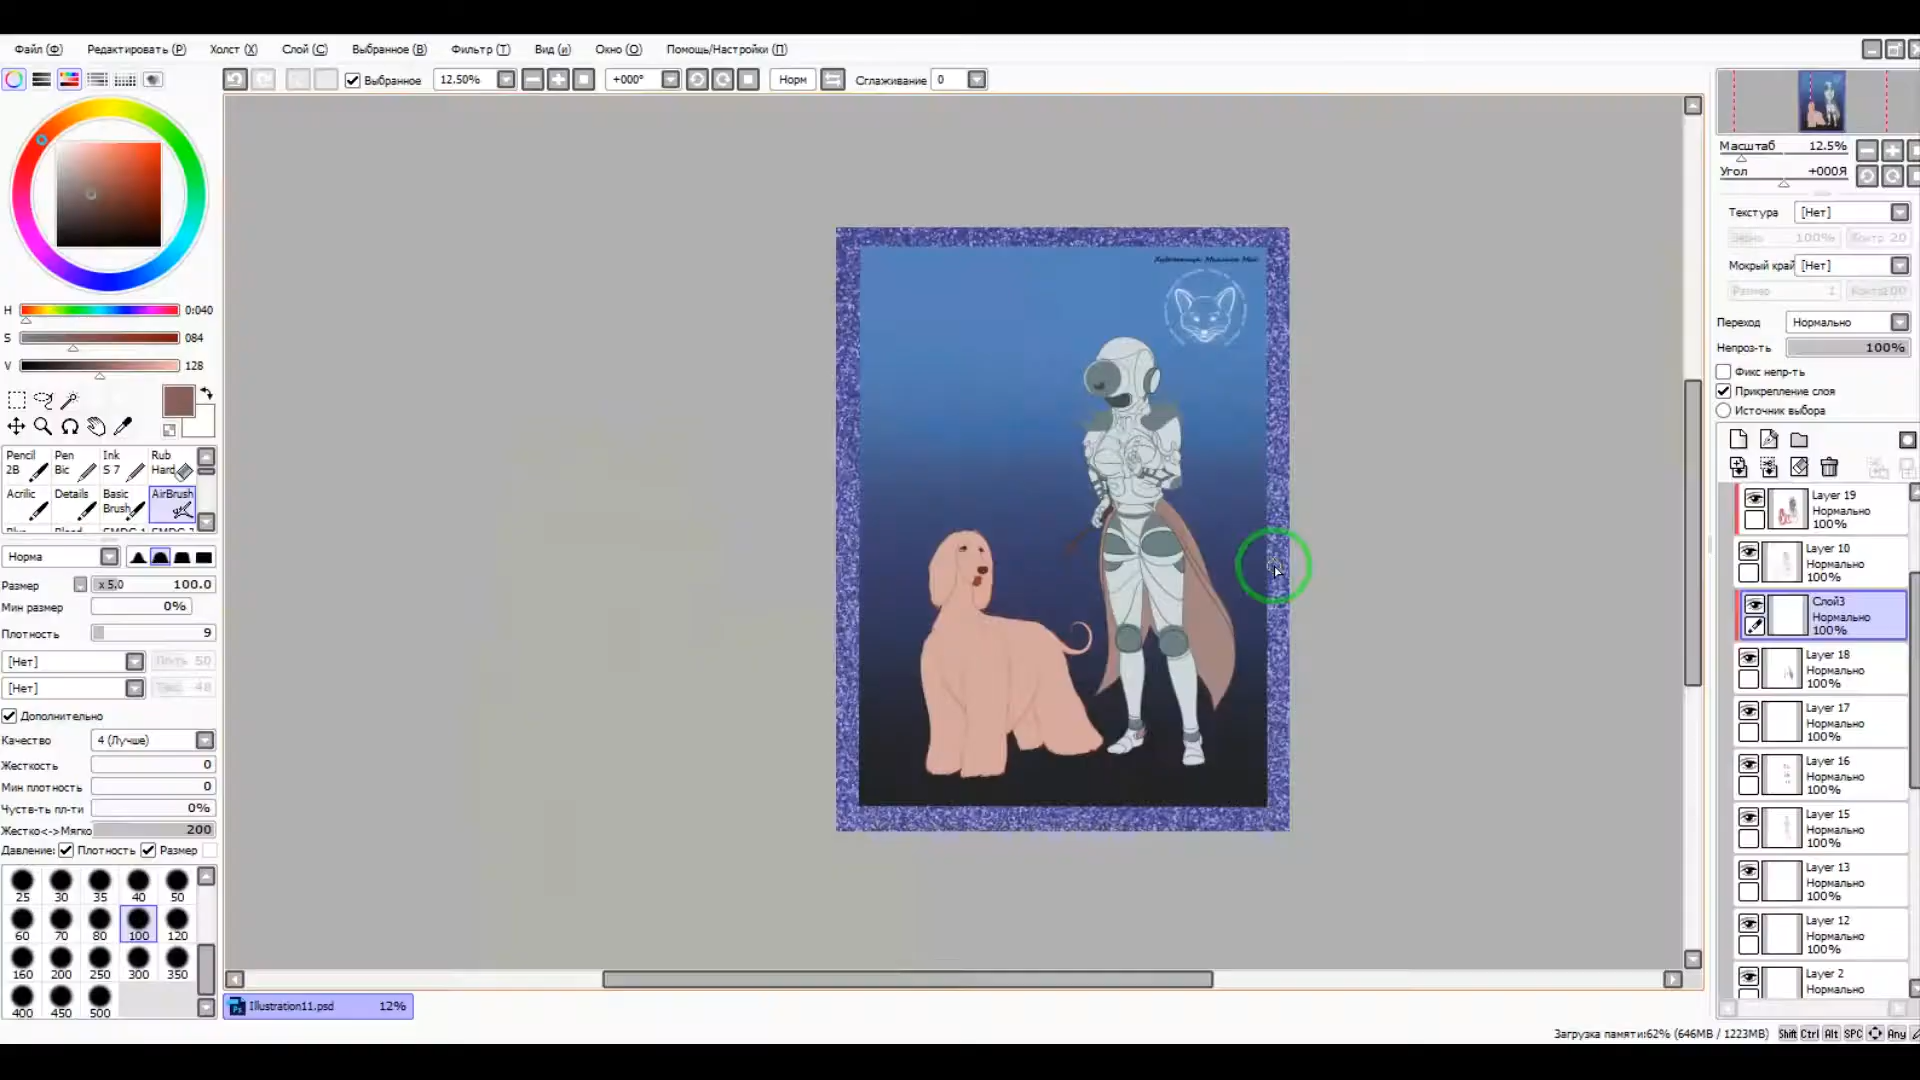 Файл (Ф) Редактировать (Р) Холст (Х) Слой (С) Выбранное (В) Фильтр (Т) Вид (и) Окно (О) Помощь/Настройки (П)
Выбранное 12.50% +000° Норм Сглаживание 0
Масштаб 12.5%
Угол +000Я
Текстура [Нет]
100% Контр 20
Мокрый край [Нет]
Размер 1
Переход Нормально
Непроз-ть 100%
Фикс непр-ть
Прикрепление слоя
Источник выбора
H 0:040
S 084
V 128
Pencil 2B
Pen Bic
Ink S 7
Rub Hard
Acrilic
Details
Basic Brush
AirBrush
Норма
Размер x 5.0 100.0
Мин размер 0%
Плотность 9
[Нет] 50
[Нет] 48
Дополнительно
Качество 4 (Лучше)
Жесткость 0
Мин плотность 0
Чуств-ть пл-ти 0%
Жестко<->Мягко 200
Давление: Плотность Размер
25 30 35 40 50
60 70 80 100 120
160 200 250 300 350
400 450 500
Layer 19
Нормально
100%
Layer 10
Нормально
100%
Слой3
Нормально
100%
Layer 18
Нормально
100%
Layer 17
Нормально
100%
Layer 16
Нормально
100%
Layer 15
Нормально
100%
Layer 13
Нормально
100%
Layer 12
Нормально
100%
Layer 2
Нормально
Illustration11.psd 12%
Загрузка памяти:62% (646MB / 1223MB) Shift Ctrl Alt SPC Any